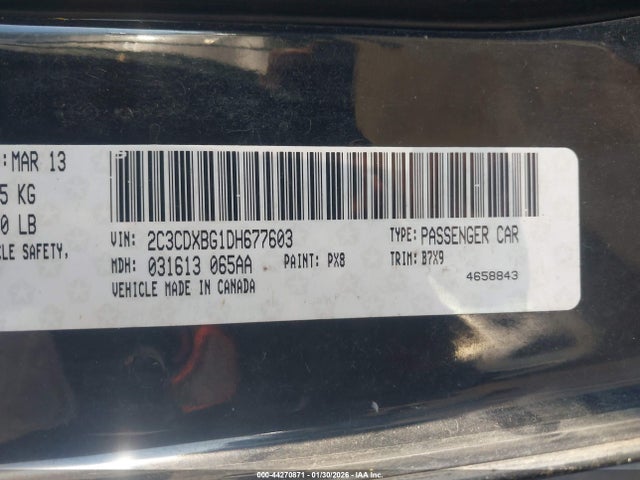 :MAR 13
5 KG
0 LB
CLE SAFETY,
VIN: 2C3CDXBG1DH677603
TYPE: PASSENGER CAR
MDH: 031613 065AA
PAINT: PX8
TRIM: B7X9
VEHICLE MADE IN CANADA
4658843
000-44270871 - 01/30/2026 - IAA Inc.